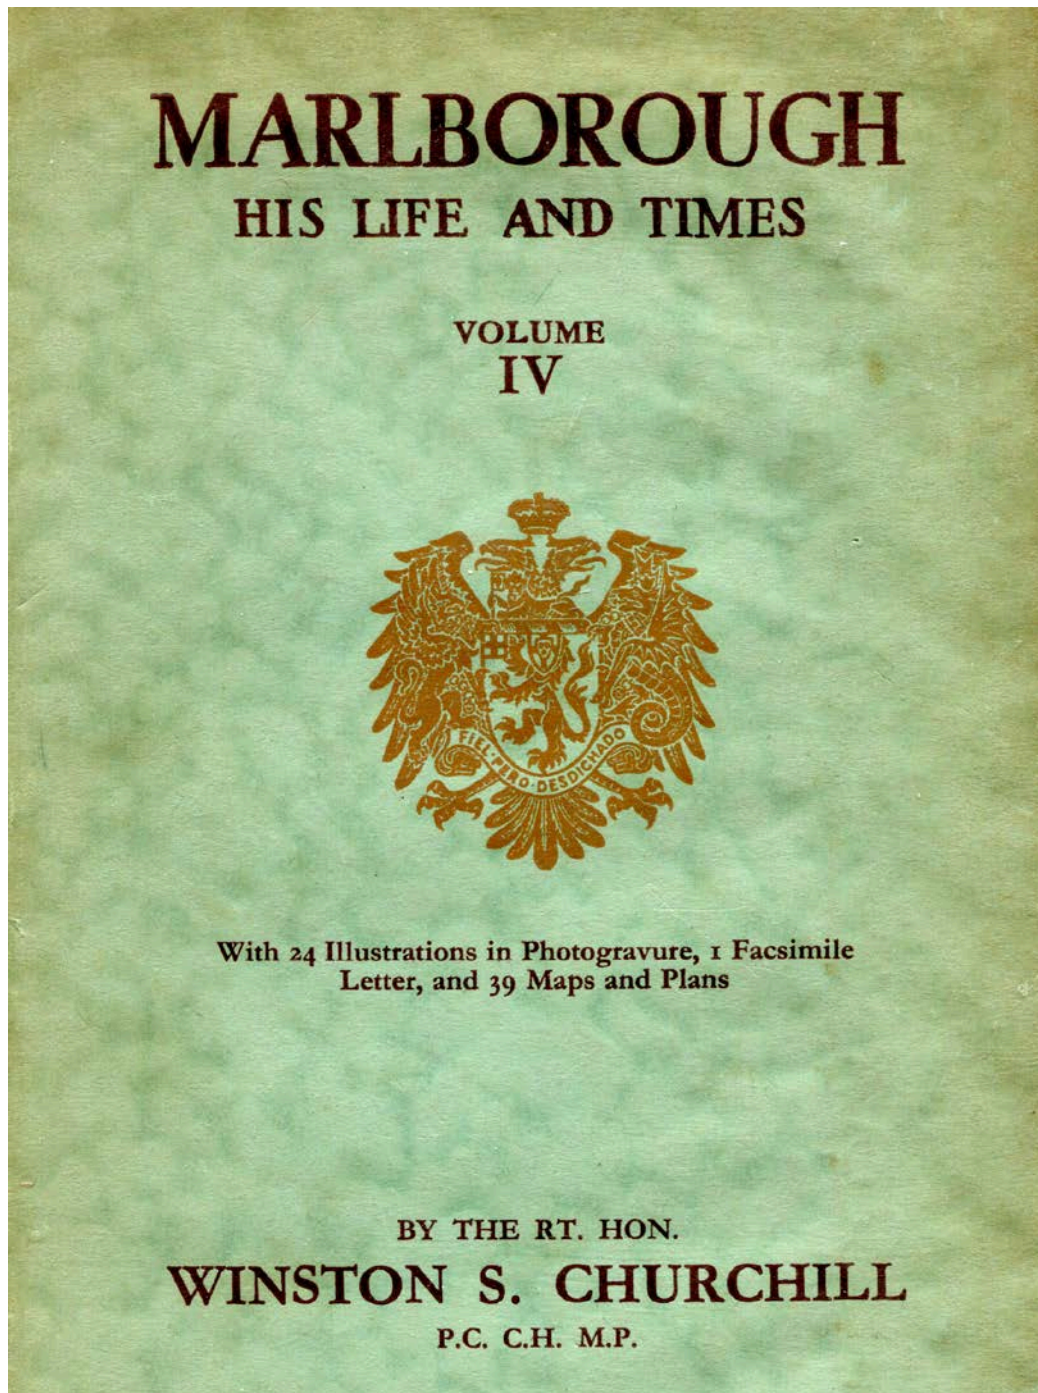 MARLBOROUGH
HIS LIFE AND TIMES
VOLUME
IV
FIEL·PERO·DESDICHADO
With 24 Illustrations in Photogravure, 1 Facsimile
Letter, and 39 Maps and Plans
BY THE RT. HON.
WINSTON S. CHURCHILL
P.C. C.H. M.P.